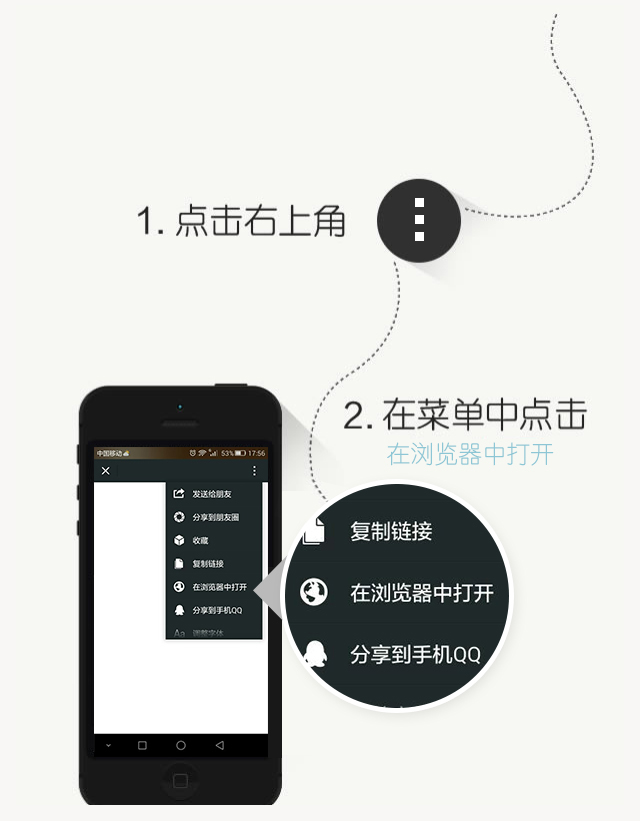 1. 点击右上角
2. 在菜单中点击
在浏览器中打开
中国移动
53% 17:56
发送给朋友
分享到朋友圈
收藏
复制链接
在浏览器中打开
分享到手机QQ
Aa 调整字体
复制链接
在浏览器中打开
分享到手机QQ